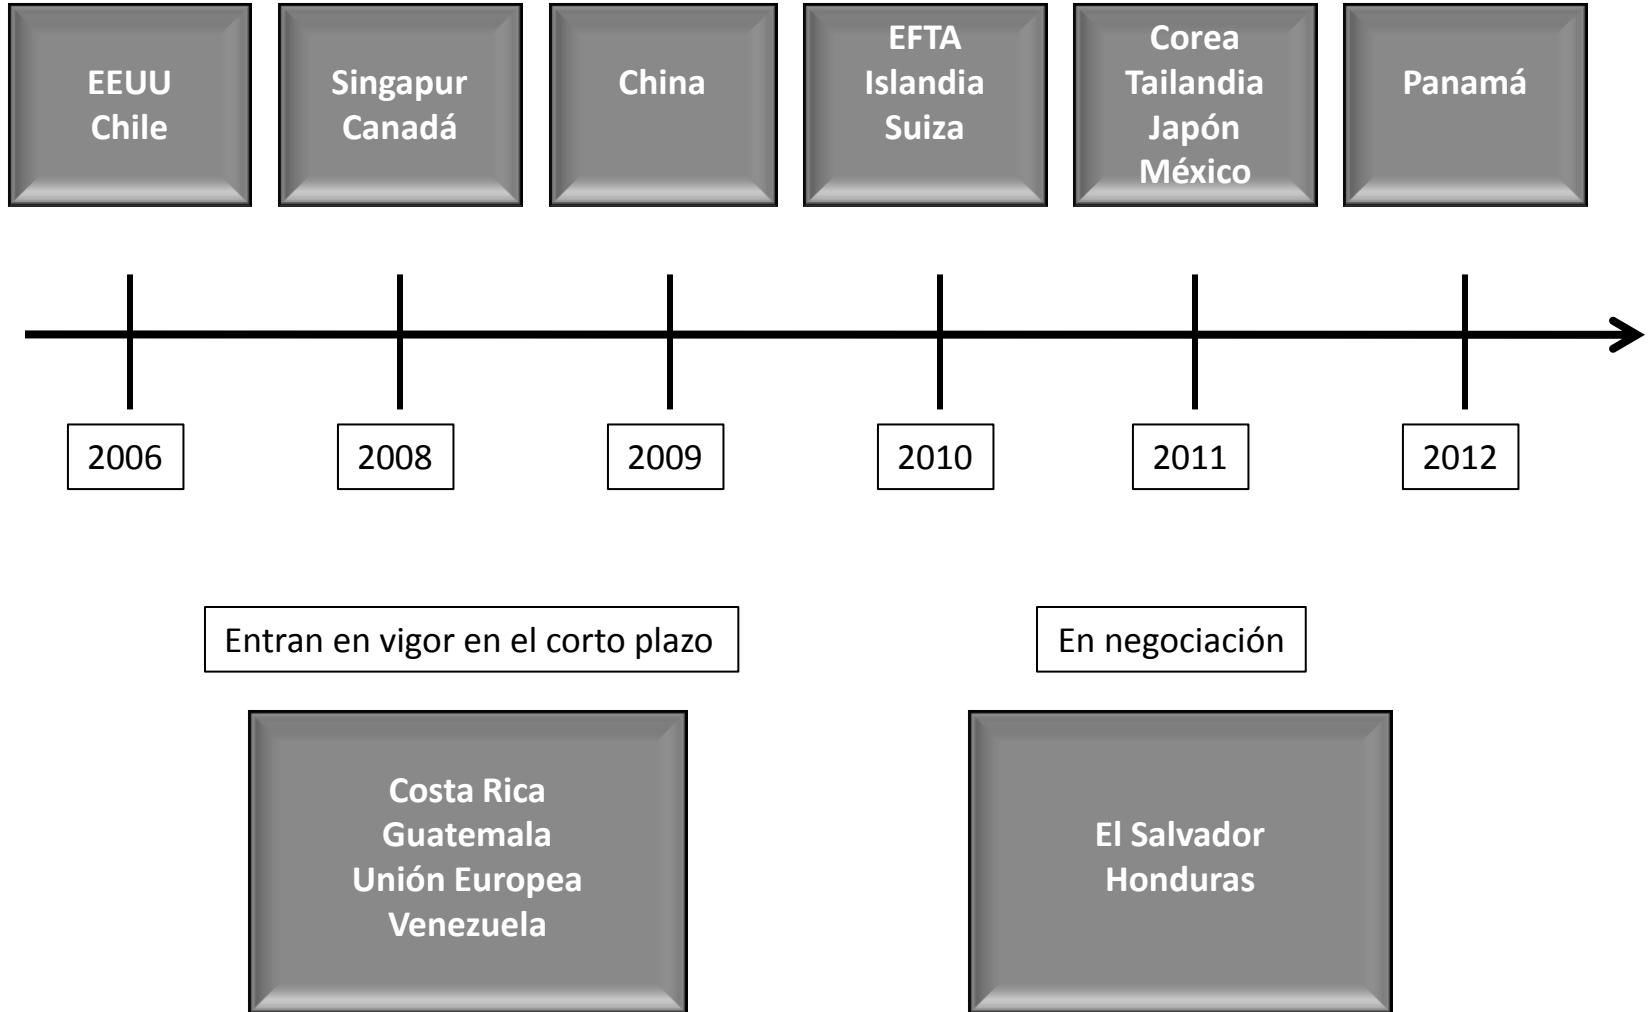 EEUU
Chile
Singapur
Canadá
China
EFTA
Islandia
Suiza
Corea
Tailandia
Japón
México
Panamá
2006
2008
2009
2010
2011
2012
Entran en vigor en el corto plazo
Costa Rica
Guatemala
Unión Europea
Venezuela
En negociación
El Salvador
Honduras